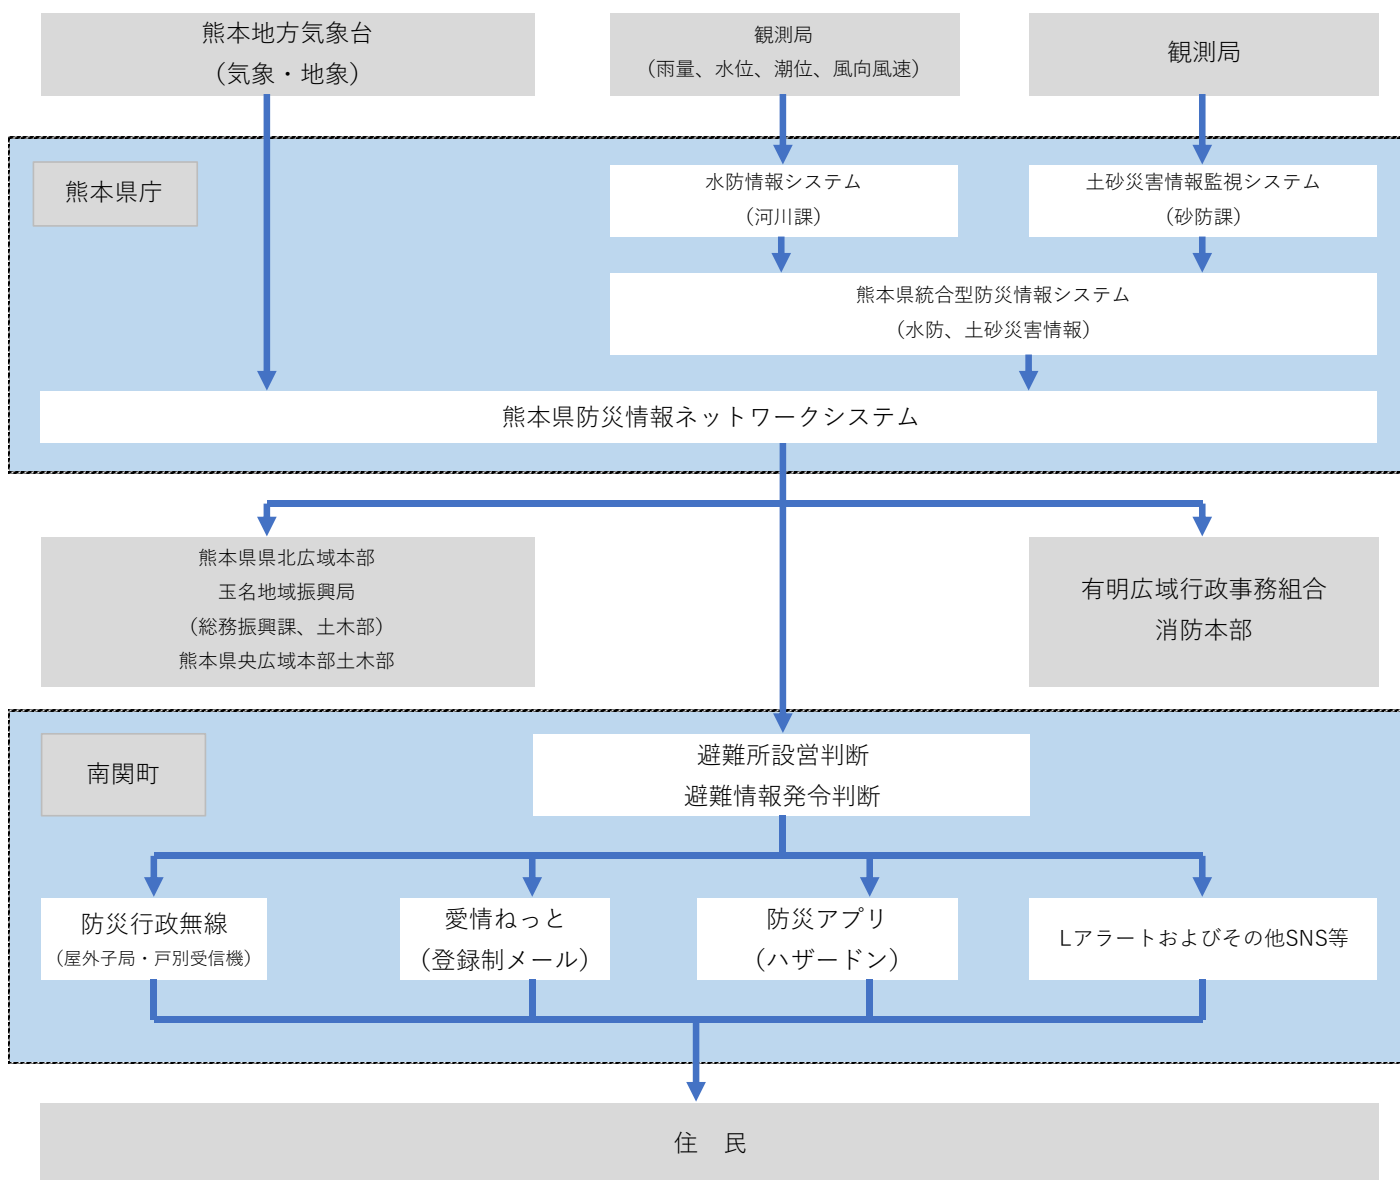 熊本地方気象台
（気象・地象）
観測局
（雨量、水位、潮位、風向風速）
観測局
熊本県庁
水防情報システム
（河川課）
土砂災害情報監視システム
（砂防課）
熊本県統合型防災情報システム
（水防、土砂災害情報）
熊本県防災情報ネットワークシステム
熊本県県北広域本部
玉名地域振興局
（総務振興課、土木部）
熊本県央広域本部土木部
有明広域行政事務組合
消防本部
南関町
避難所設営判断
避難情報発令判断
防災行政無線
（屋外子局・戸別受信機）
愛情ねっと
（登録制メール）
防災アプリ
（ハザードン）
Lアラートおよびその他SNS等
住　民